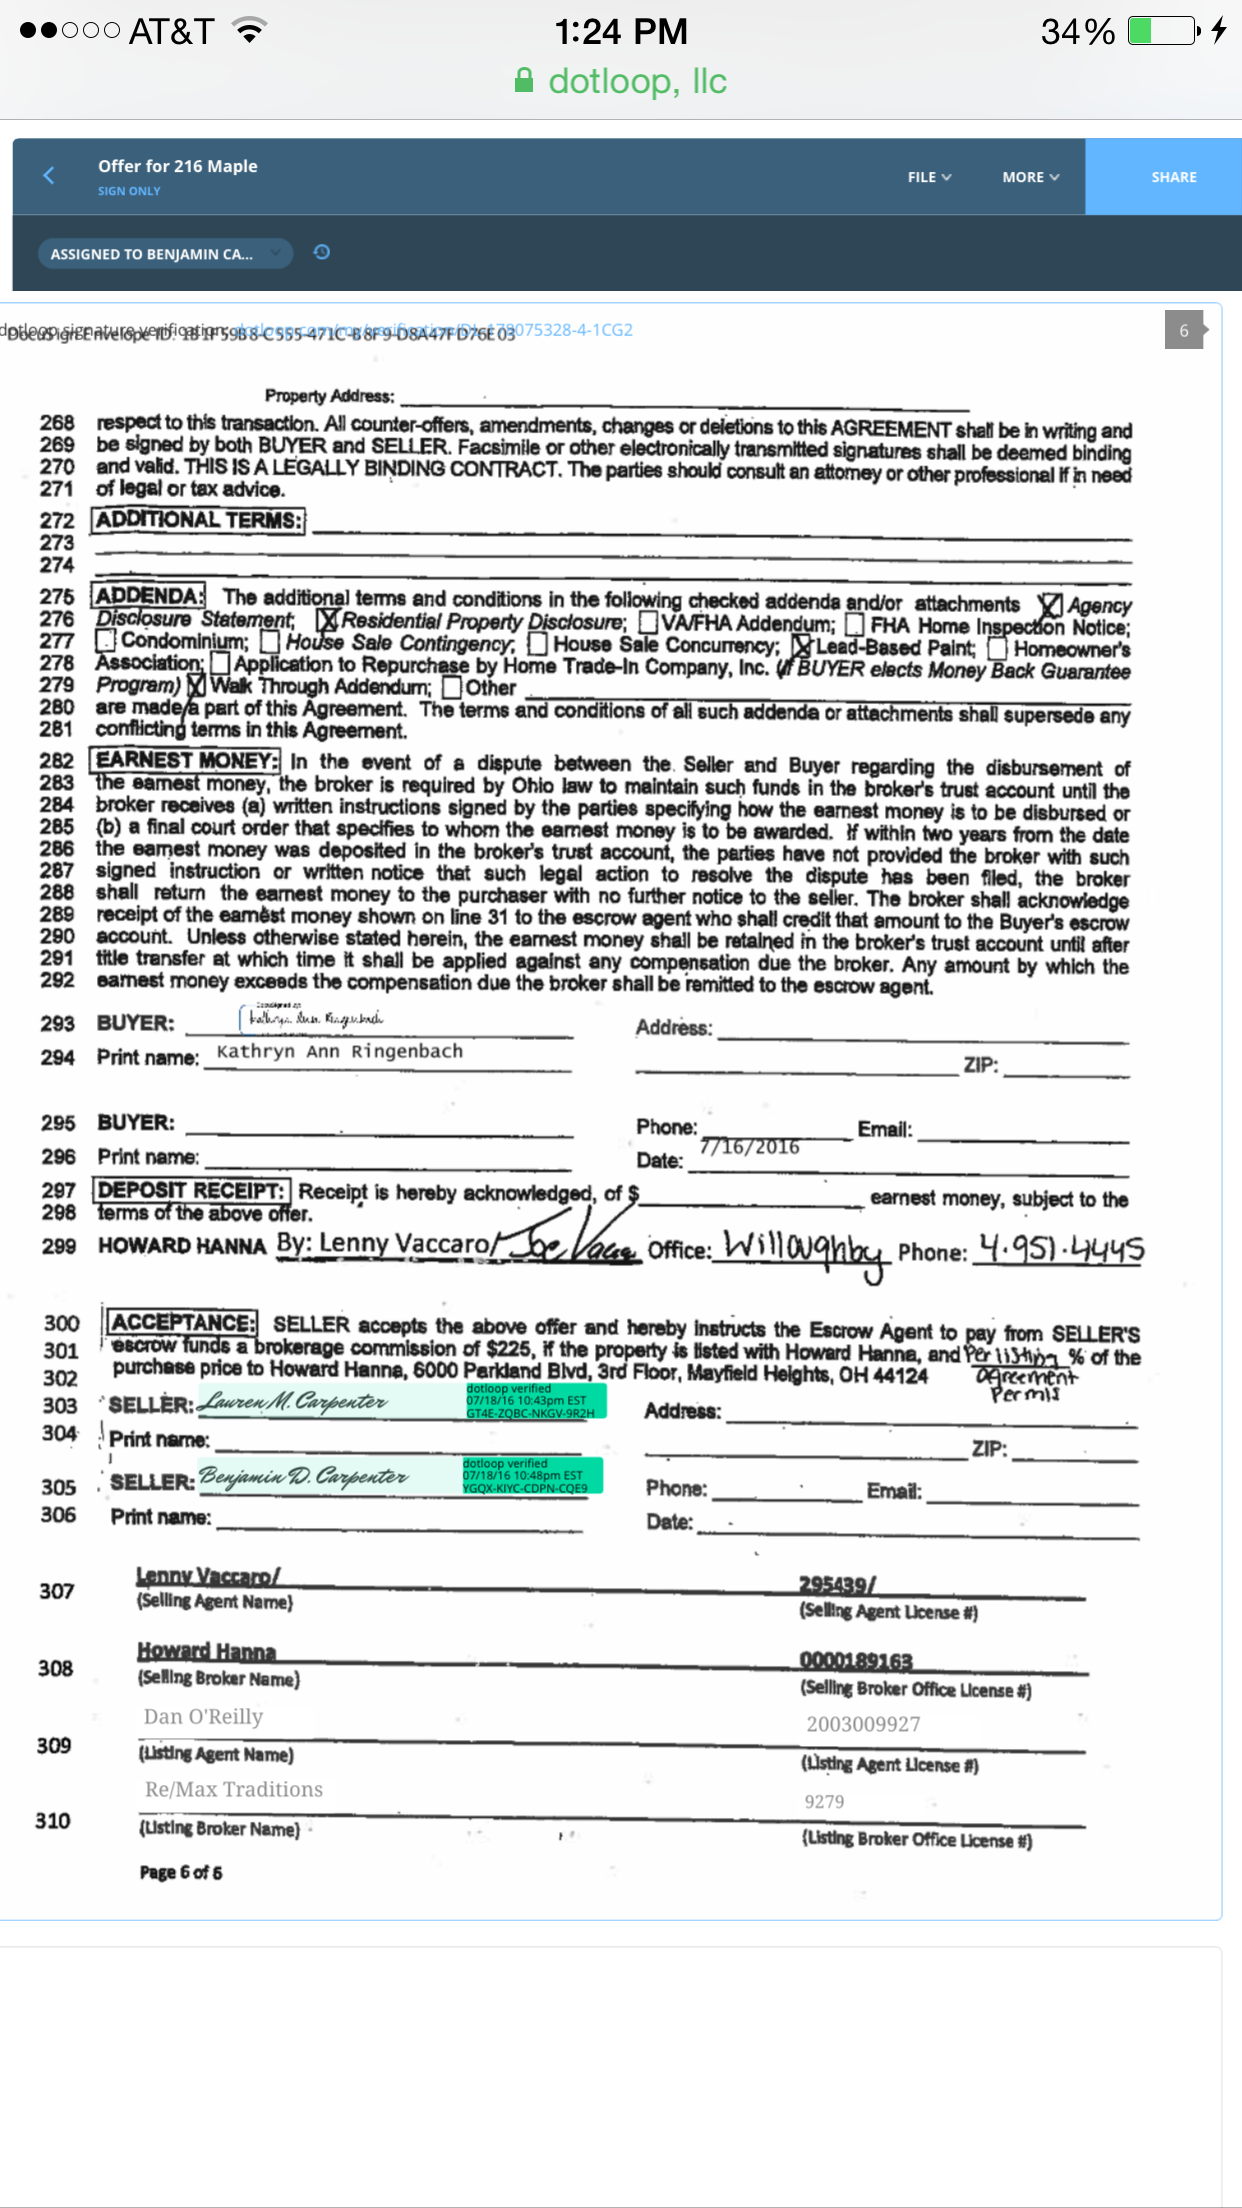 AT&T 1:24 PM 34%
dotloop, llc
Offer for 216 Maple
SIGN ONLY
FILE MORE SHARE
ASSIGNED TO BENJAMIN CA...
dotloop signature verification: dotloop.com/my/verification/DL-178075328-4-1CG2
DocuSign Envelope ID: 1B1F59B8-C555-471C-B8F9-D8A47FD76E03
6
Property Address:
268 respect to this transaction. All counter-offers, amendments, changes or deletions to this AGREEMENT shall be in writing and
269 be signed by both BUYER and SELLER. Facsimile or other electronically transmitted signatures shall be deemed binding
270 and valid. THIS IS A LEGALLY BINDING CONTRACT. The parties should consult an attorney or other professional if in need
271 of legal or tax advice.
272 ADDITIONAL TERMS:
273
274
275 ADDENDA: The additional terms and conditions in the following checked addenda and/or attachments X Agency
276 Disclosure Statement; X Residential Property Disclosure; VA/FHA Addendum; FHA Home Inspection Notice;
277 Condominium; House Sale Contingency; House Sale Concurrency; X Lead-Based Paint; Homeowner's
278 Association; Application to Repurchase by Home Trade-In Company, Inc. (if BUYER elects Money Back Guarantee
279 Program) X Walk Through Addendum; Other
280 are made a part of this Agreement. The terms and conditions of all such addenda or attachments shall supersede any
281 conflicting terms in this Agreement.
282 EARNEST MONEY: In the event of a dispute between the Seller and Buyer regarding the disbursement of
283 the earnest money, the broker is required by Ohio law to maintain such funds in the broker's trust account until the
284 broker receives (a) written instructions signed by the parties specifying how the earnest money is to be disbursed or
285 (b) a final court order that specifies to whom the earnest money is to be awarded. If within two years from the date
286 the earnest money was deposited in the broker's trust account, the parties have not provided the broker with such
287 signed instruction or written notice that such legal action to resolve the dispute has been filed, the broker
288 shall return the earnest money to the purchaser with no further notice to the seller. The broker shall acknowledge
289 receipt of the earnest money shown on line 31 to the escrow agent who shall credit that amount to the Buyer's escrow
290 account. Unless otherwise stated herein, the earnest money shall be retained in the broker's trust account until after
291 title transfer at which time it shall be applied against any compensation due the broker. Any amount by which the
292 earnest money exceeds the compensation due the broker shall be remitted to the escrow agent.
DocuSigned by:
293 BUYER: Kathryn Ann Ringenbach Address:
294 Print name: Kathryn Ann Ringenbach ZIP:
295 BUYER: Phone: Email:
296 Print name: Date: 7/16/2016
297 DEPOSIT RECEIPT: Receipt is hereby acknowledged, of $ earnest money, subject to the
298 terms of the above offer.
299 HOWARD HANNA By: Lenny Vaccaro/ Joe Vacca Office: Willoughby Phone: 4.951.4445
300 ACCEPTANCE: SELLER accepts the above offer and hereby instructs the Escrow Agent to pay from SELLER'S
301 escrow funds a brokerage commission of $225, if the property is listed with Howard Hanna, and Per listing % of the
302 purchase price to Howard Hanna, 6000 Parkland Blvd, 3rd Floor, Mayfield Heights, OH 44124 agreement
Permis
303 SELLER: Lauren M. Carpenter Address:
dotloop verified
07/18/16 10:43pm EST
GT4E-ZQBC-NKGV-9R2H
304 Print name: ZIP:
305 SELLER: Benjamin D. Carpenter Phone: Email:
dotloop verified
07/18/16 10:48pm EST
YGQX-KIYC-CDPN-CQE9
306 Print name: Date:
307 Lenny Vaccaro/ 295439/
(Selling Agent Name) (Selling Agent License #)
308 Howard Hanna 0000189163
(Selling Broker Name) (Selling Broker Office License #)
Dan O'Reilly 2003009927
309 (Listing Agent Name) (Listing Agent License #)
Re/Max Traditions 9279
310 (Listing Broker Name) (Listing Broker Office License #)
Page 6 of 6